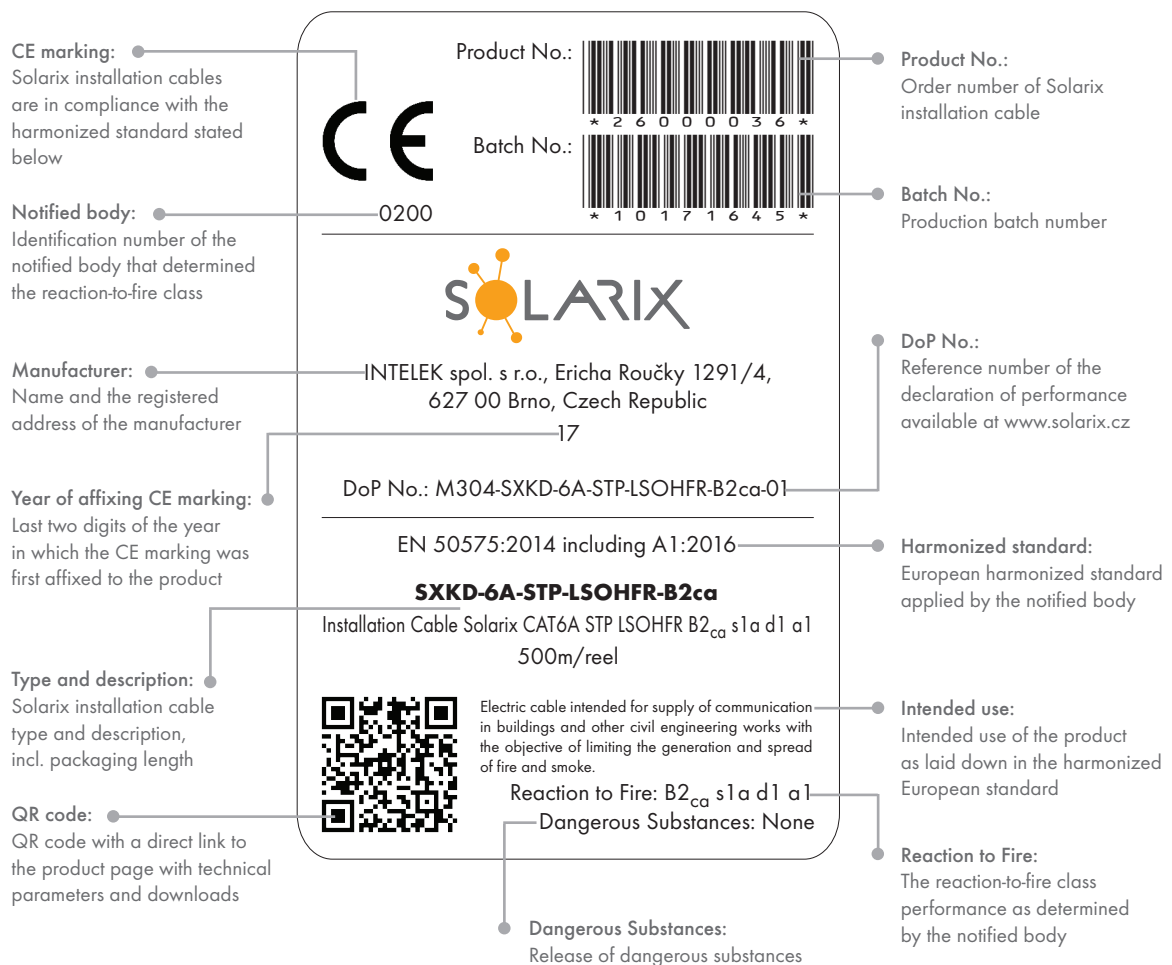 CE marking:
Solarix installation cables
are in compliance with the
harmonized standard stated
below
Notified body:
Identification number of the
notified body that determined
the reaction-to-fire class
Manufacturer:
Name and the registered
address of the manufacturer
Year of affixing CE marking:
Last two digits of the year
in which the CE marking was
first affixed to the product
Type and description:
Solarix installation cable
type and description,
incl. packaging length
QR code:
QR code with a direct link to
the product page with technical
parameters and downloads
CE
0200
Product No.:
*26000036*
Batch No.:
*10171645*
SOLARIX
INTELEK spol. s r.o., Ericha Roučky 1291/4,
627 00 Brno, Czech Republic
17
DoP No.: M304-SXKD-6A-STP-LSOHFR-B2ca-01
EN 50575:2014 including A1:2016
SXKD-6A-STP-LSOHFR-B2ca
Installation Cable Solarix CAT6A STP LSOHFR B2ca s1a d1 a1
500m/reel
Electric cable intended for supply of communication
in buildings and other civil engineering works with
the objective of limiting the generation and spread
of fire and smoke.
Reaction to Fire: B2ca s1a d1 a1
Dangerous Substances: None
Product No.:
Order number of Solarix
installation cable
Batch No.:
Production batch number
DoP No.:
Reference number of the
declaration of performance
available at www.solarix.cz
Harmonized standard:
European harmonized standard
applied by the notified body
Intended use:
Intended use of the product
as laid down in the harmonized
European standard
Reaction to Fire:
The reaction-to-fire class
performance as determined
by the notified body
Dangerous Substances:
Release of dangerous substances